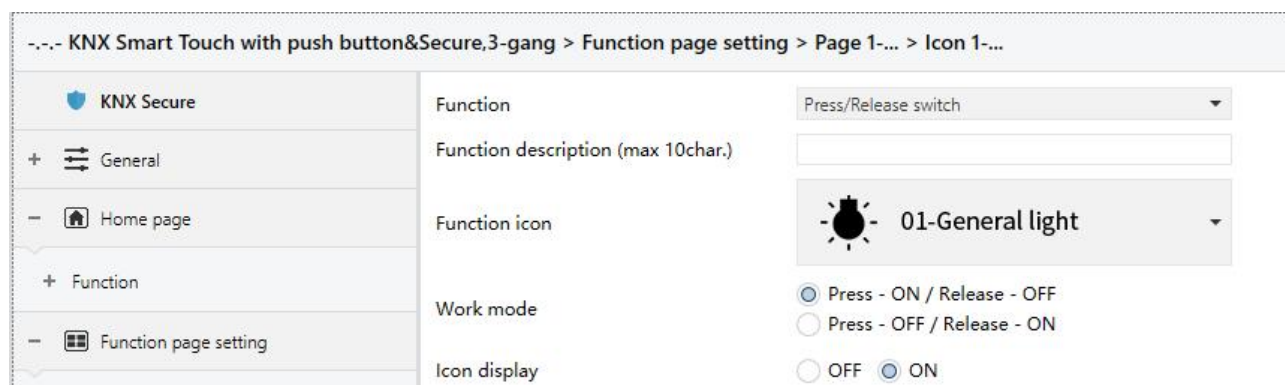 -.-.- KNX Smart Touch with push button&Secure,3-gang > Function page setting > Page 1-... > Icon 1-...
KNX Secure
+ General
− Home page
+ Function
− Function page setting
Function
Press/Release switch
Function description (max 10char.)
Function icon
01-General light
Work mode
Press - ON / Release - OFF
Press - OFF / Release - ON
Icon display
OFF ON